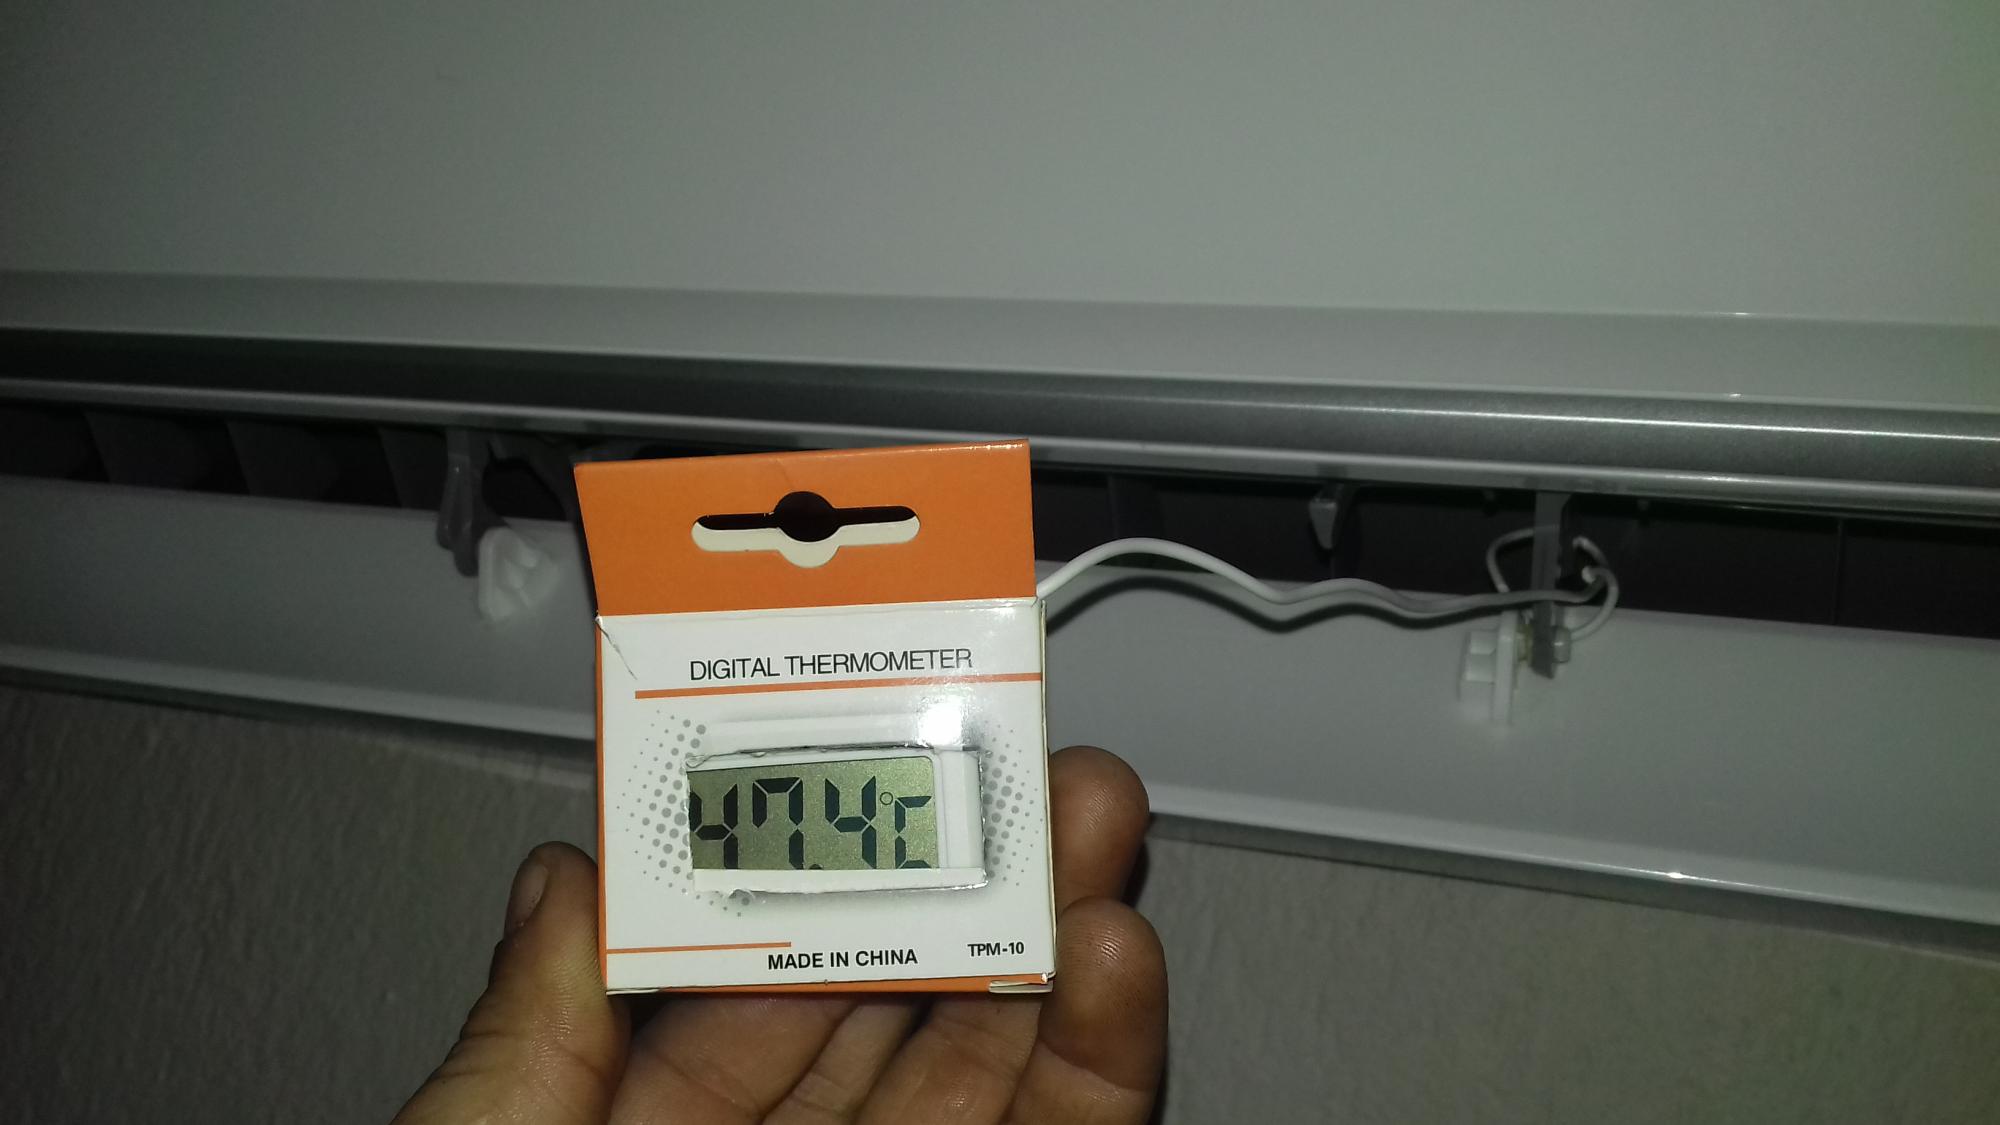 DIGITAL THERMOMETER
47.4°C
MADE IN CHINA
TPM-10